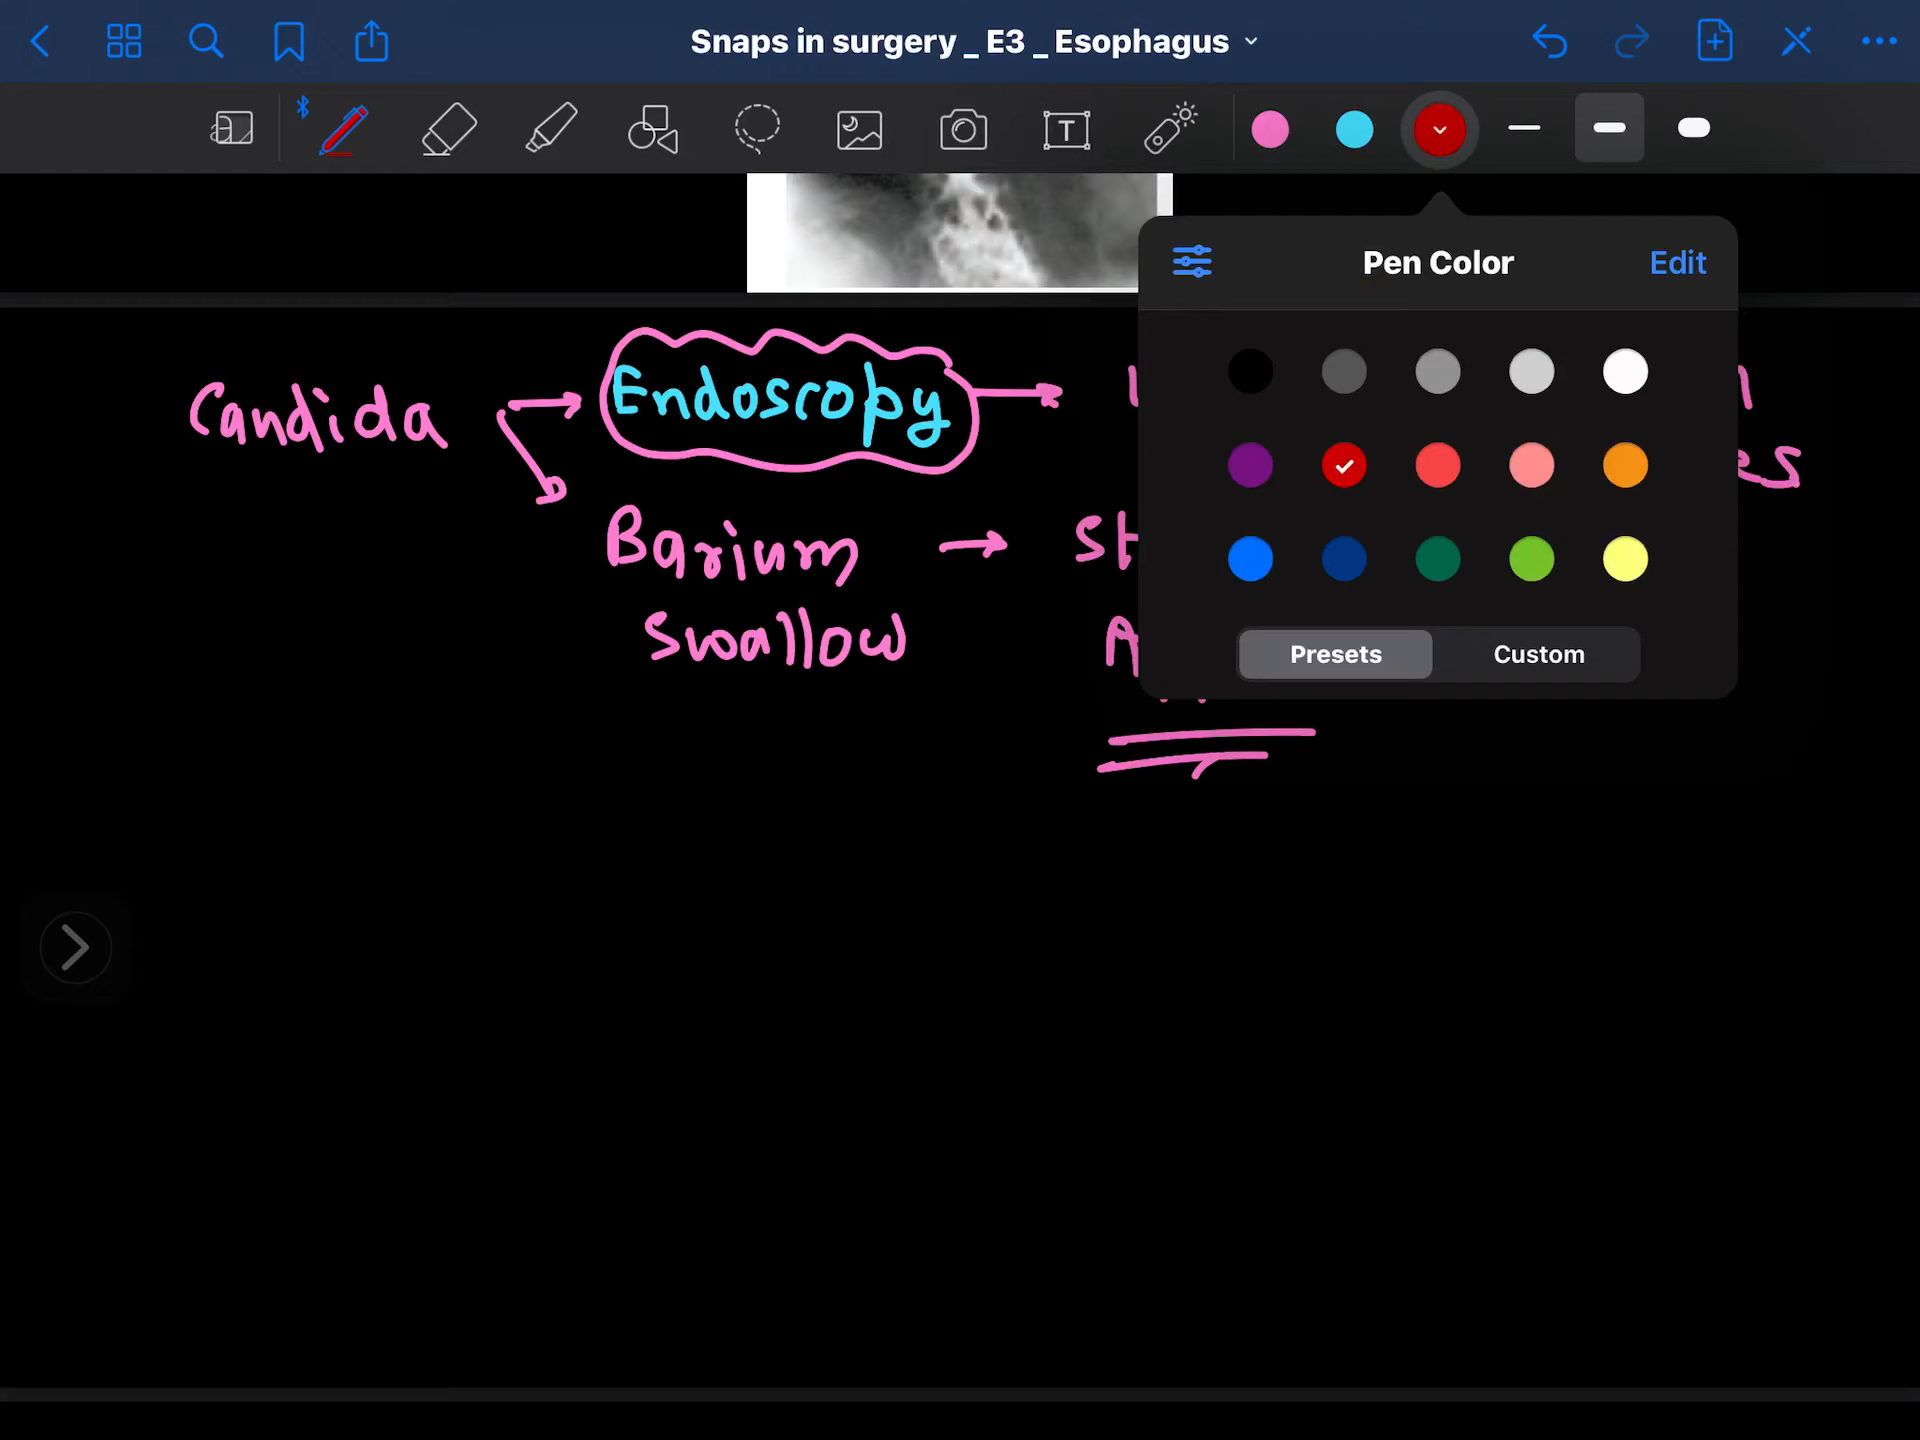 Snaps in surgery _ E3 _ Esophagus
T
Pen Color
Edit
Candida
Endoscopy
Barium
Swallow
Presets
Custom